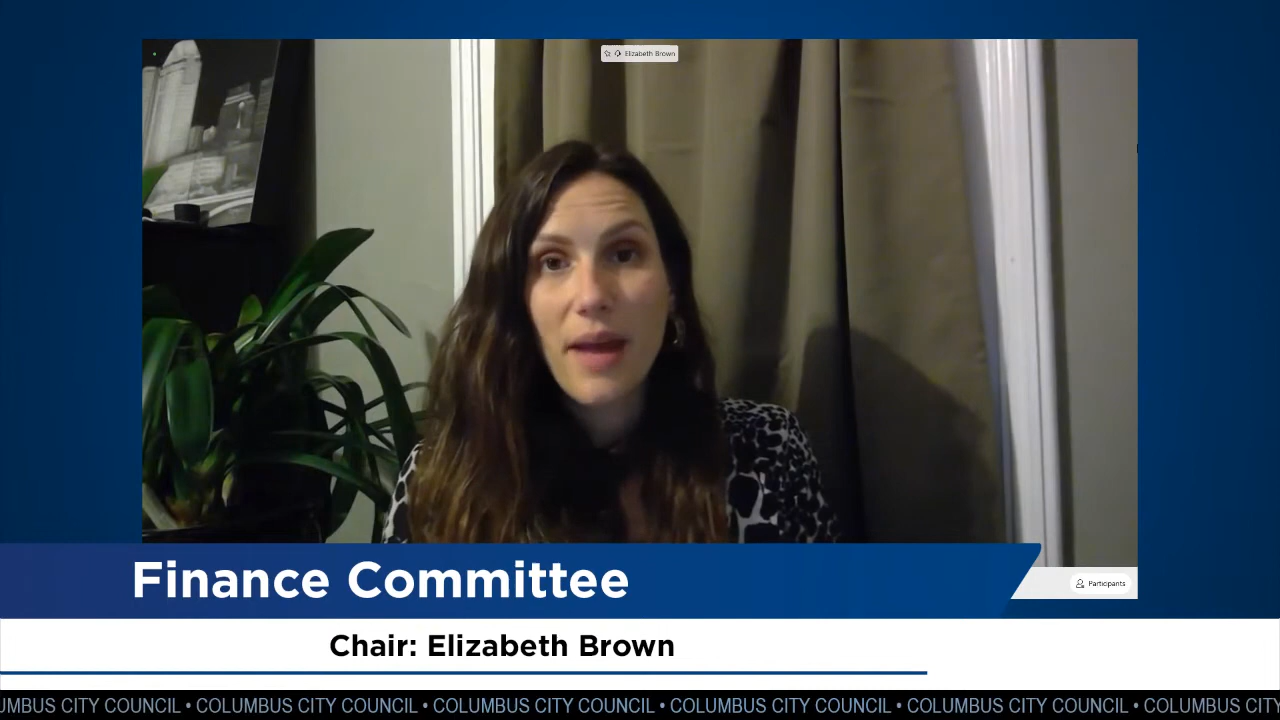 Elizabeth Brown
Participants
Finance Committee
Chair: Elizabeth Brown
UMBUS CITY COUNCIL • COLUMBUS CITY COUNCIL • COLUMBUS CITY COUNCIL • COLUMBUS CITY COUNCIL • COLUMBUS CITY COUNCIL • COLUMBUS CITY